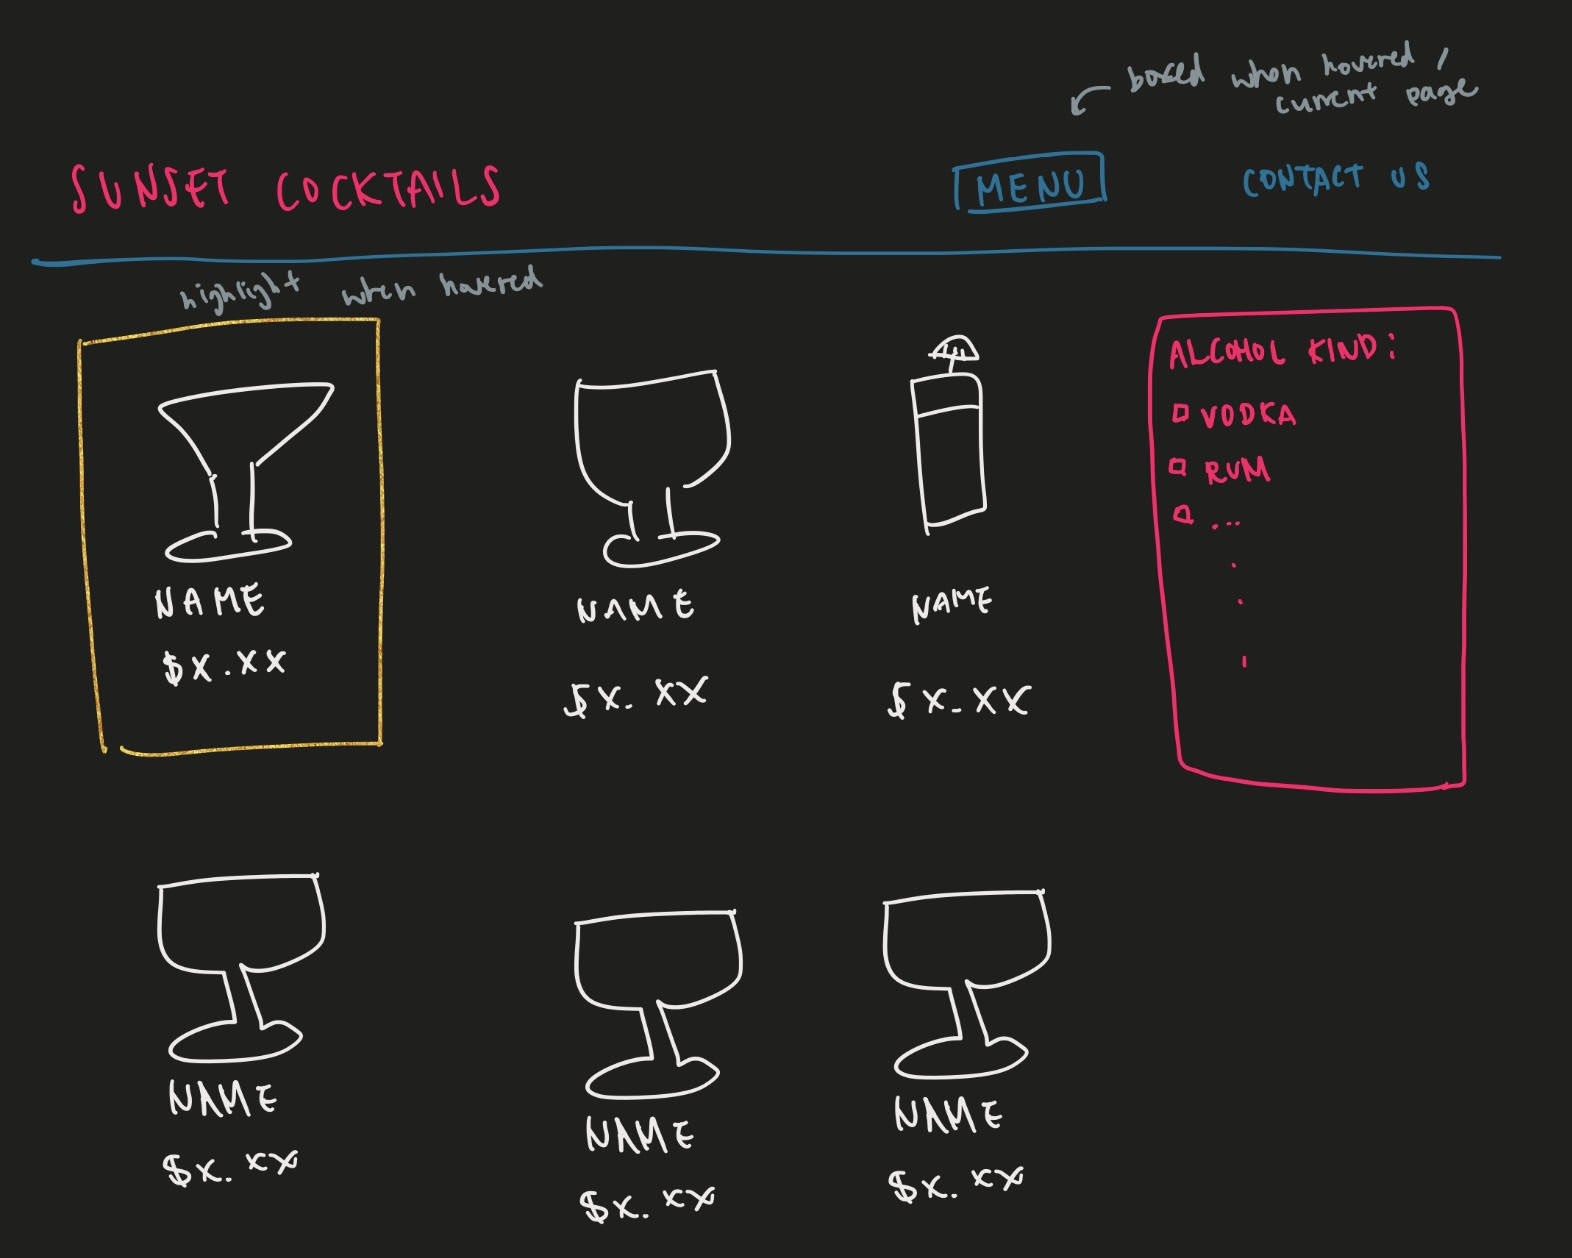 boxed when hovered /
current page
SUNSET COCKTAILS
MENU
CONTACT US
highlight when hovered
NAME
$X.XX
NAME
$X.XX
NAME
$X.XX
ALCOHOL KIND:
VODKA
RUM
...
NAME
$X.XX
NAME
$X.XX
NAME
$X.XX